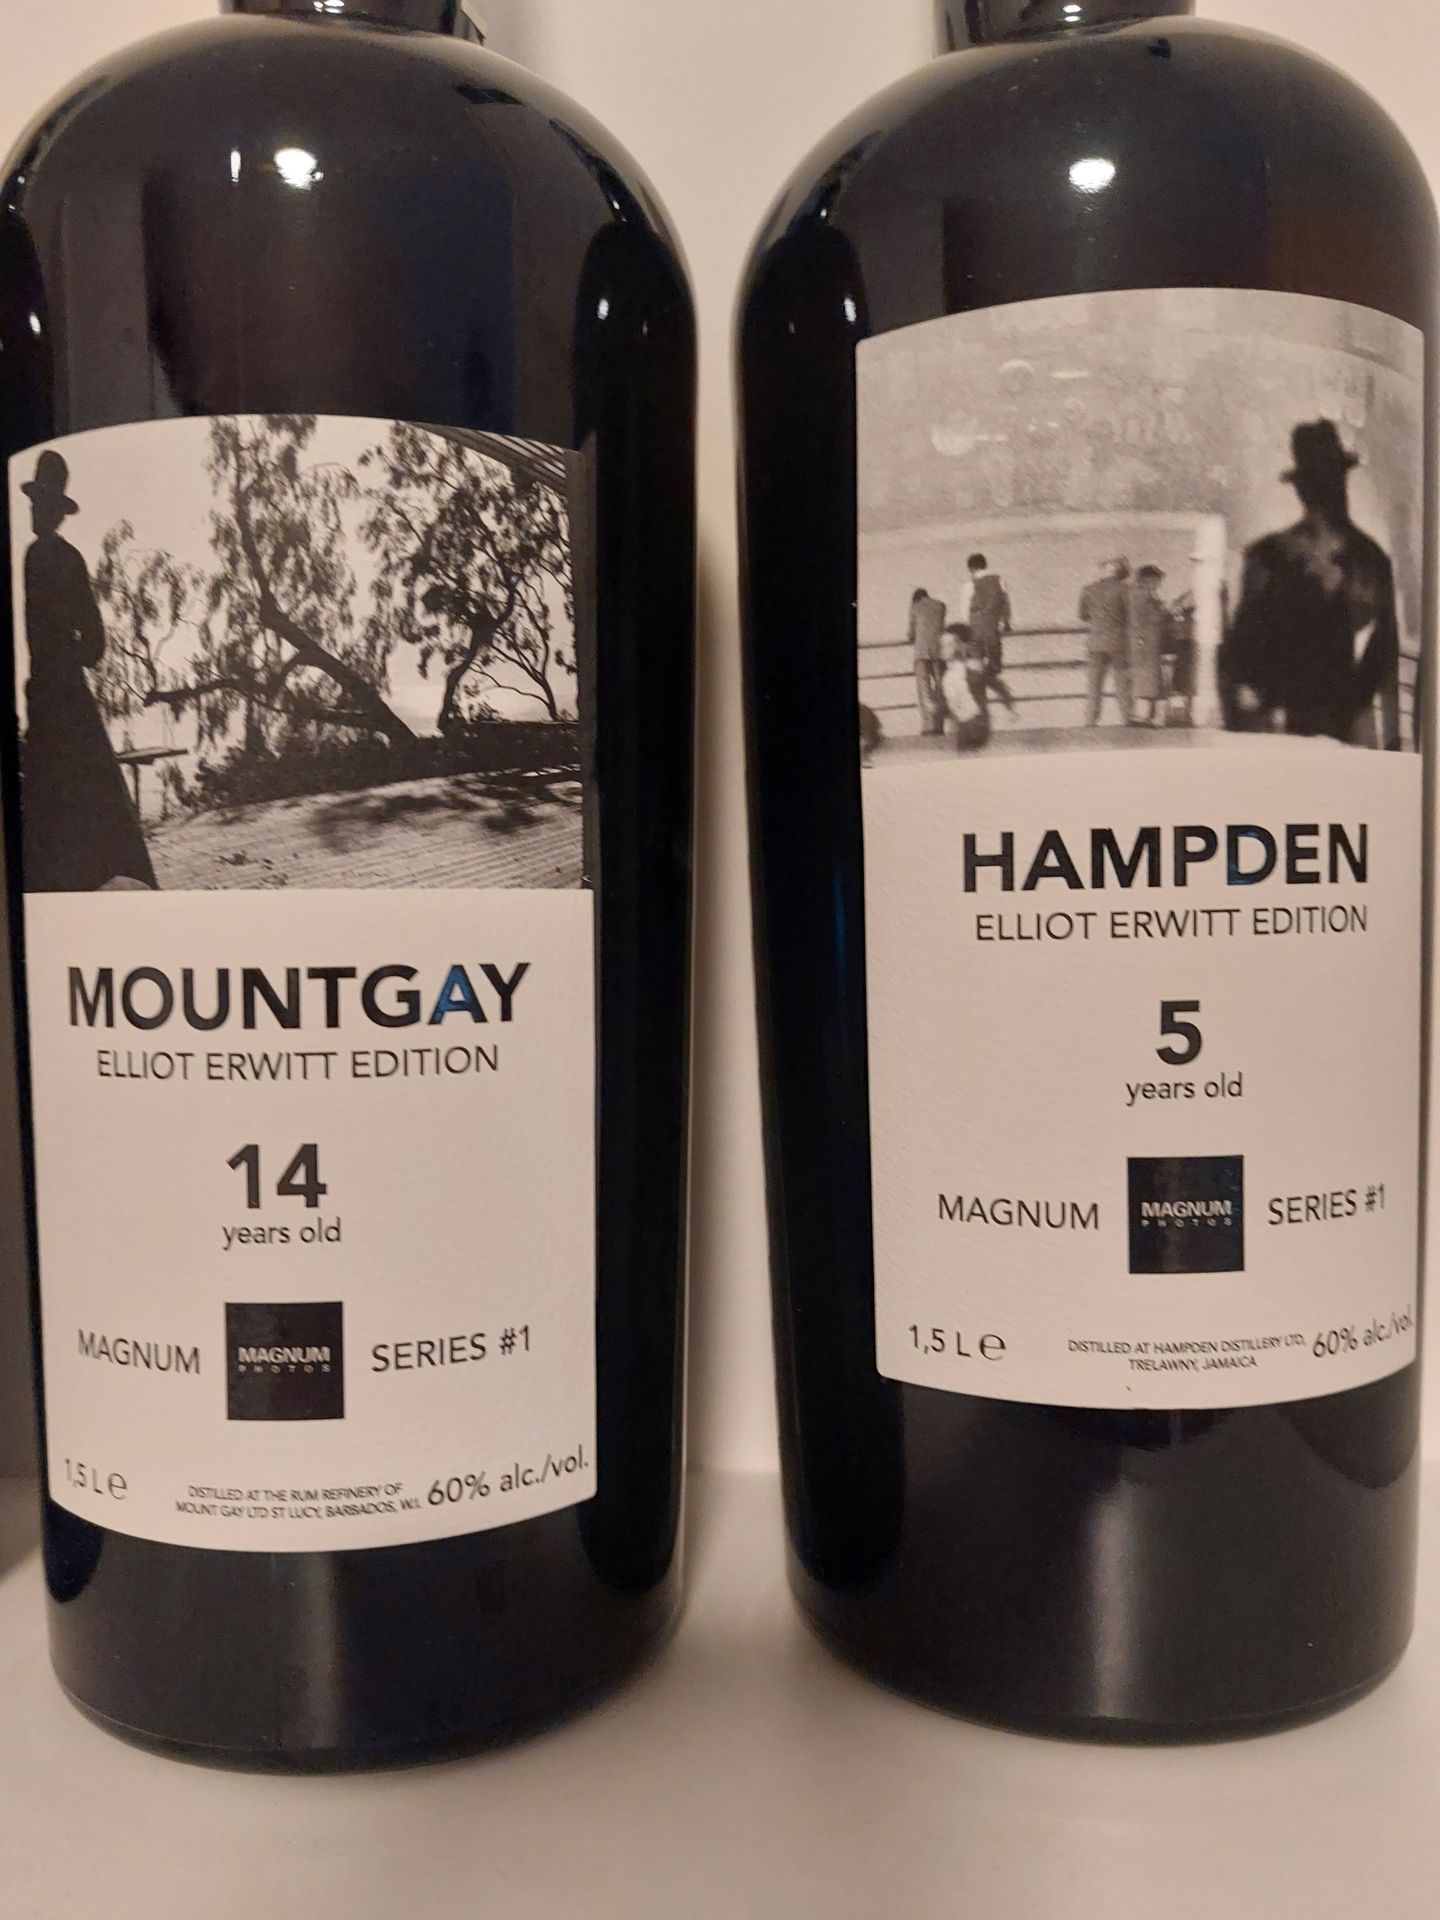 MOUNTGAY
ELLIOT ERWITT EDITION
14
years old
MAGNUM
MAGNUM
PHOTOS
SERIES #1
1,5 L ℮
DISTILLED AT THE RUM REFINERY OF
MOUNT GAY LTD ST LUCY, BARBADOS, W.I.
60% alc./vol.
HAMPDEN
ELLIOT ERWITT EDITION
5
years old
MAGNUM
MAGNUM
PHOTOS
SERIES #1
1,5 L ℮
DISTILLED AT HAMPDEN DISTILLERY LTD,
TRELAWNY, JAMAICA
60% alc./vol.